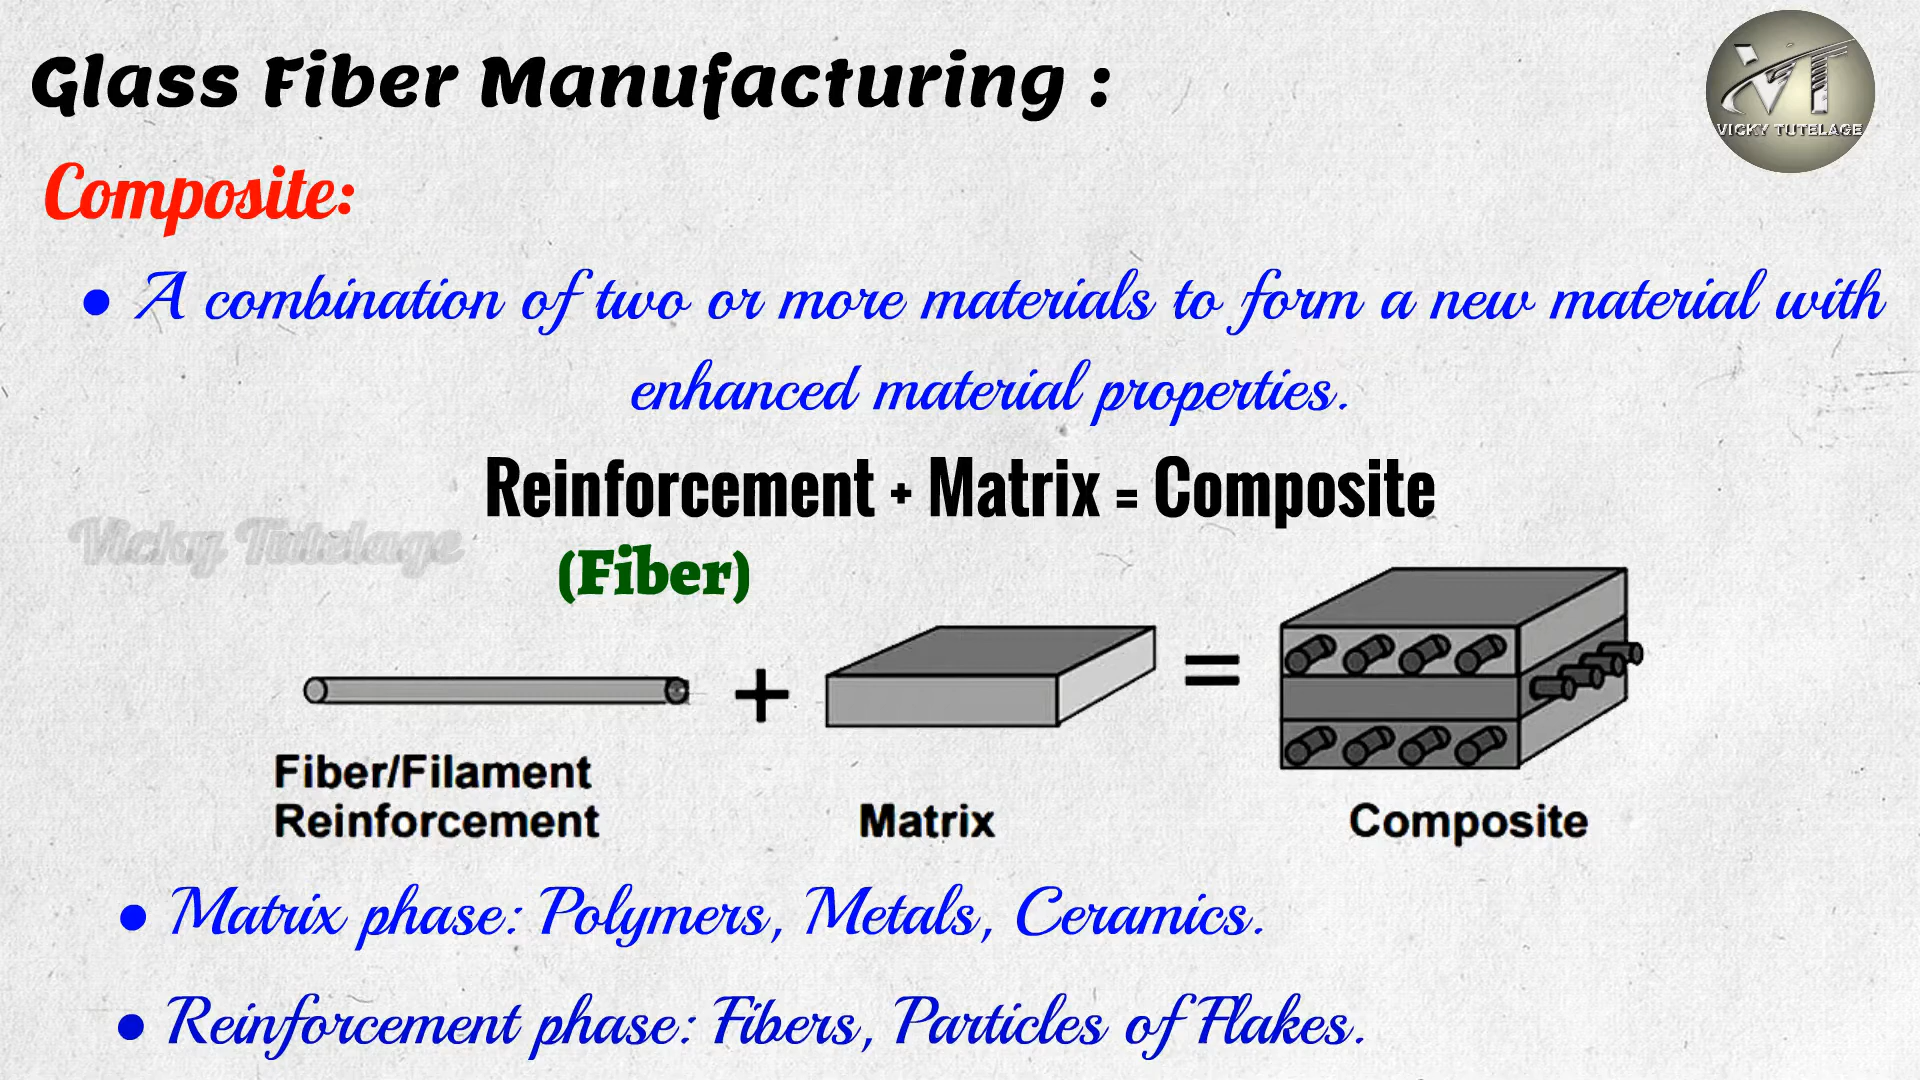 Glass Fiber Manufacturing :
VT
VICKY TUTELAGE
Composite:
• A combination of two or more materials to form a new material with
enhanced material properties.
Reinforcement + Matrix = Composite
Vicky Tutelage
(Fiber)
+
=
Fiber/Filament
Reinforcement
Matrix
Composite
• Matrix phase: Polymers, Metals, Ceramics.
• Reinforcement phase: Fibers, Particles of Flakes.